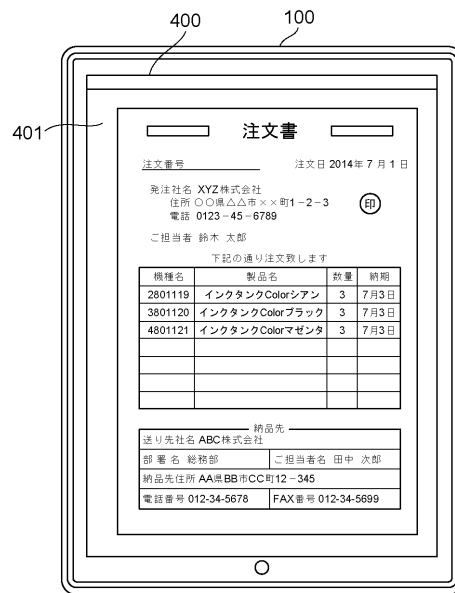 100
400
401
注文書
注文番号 注文日 2014年 7 月 1 日
発注社名 XYZ株式会社
住所 〇〇県△△市××町1－2－3
印
電話 0123－45－6789
ご担当者 鈴木 太郎
下記の通り注文致します
機種名 製品名 数量 納期
2801119 インクタンクColorシアン 3 7月3日
3801120 インクタンクColorブラック 3 7月3日
4801121 インクタンクColorマゼンタ 3 7月3日
納品先
送り先社名 ABC株式会社
部署名 総務部 ご担当者名 田中 次郎
納品先住所 AA県BB市CC町12－345
電話番号 012-34-5678 FAX番号 012-34-5699